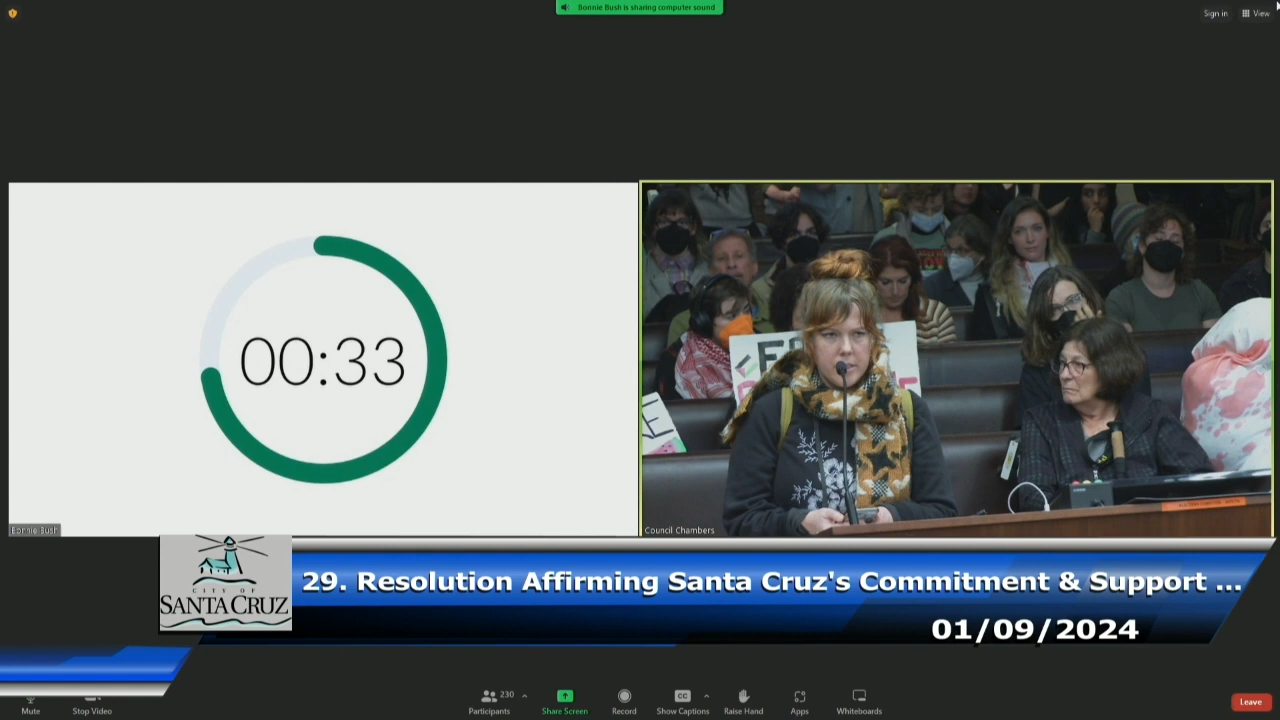 Bonnie Bush is sharing computer sound
Sign in
View
00:33
Bonnie Bush
Council Chambers
CITY OF
SANTA CRUZ
29. Resolution Affirming Santa Cruz's Commitment & Support ...
01/09/2024
Mute
Stop Video
Participants
230
Share Screen
Record
CC
Show Captions
Raise Hand
Apps
Whiteboards
Leave